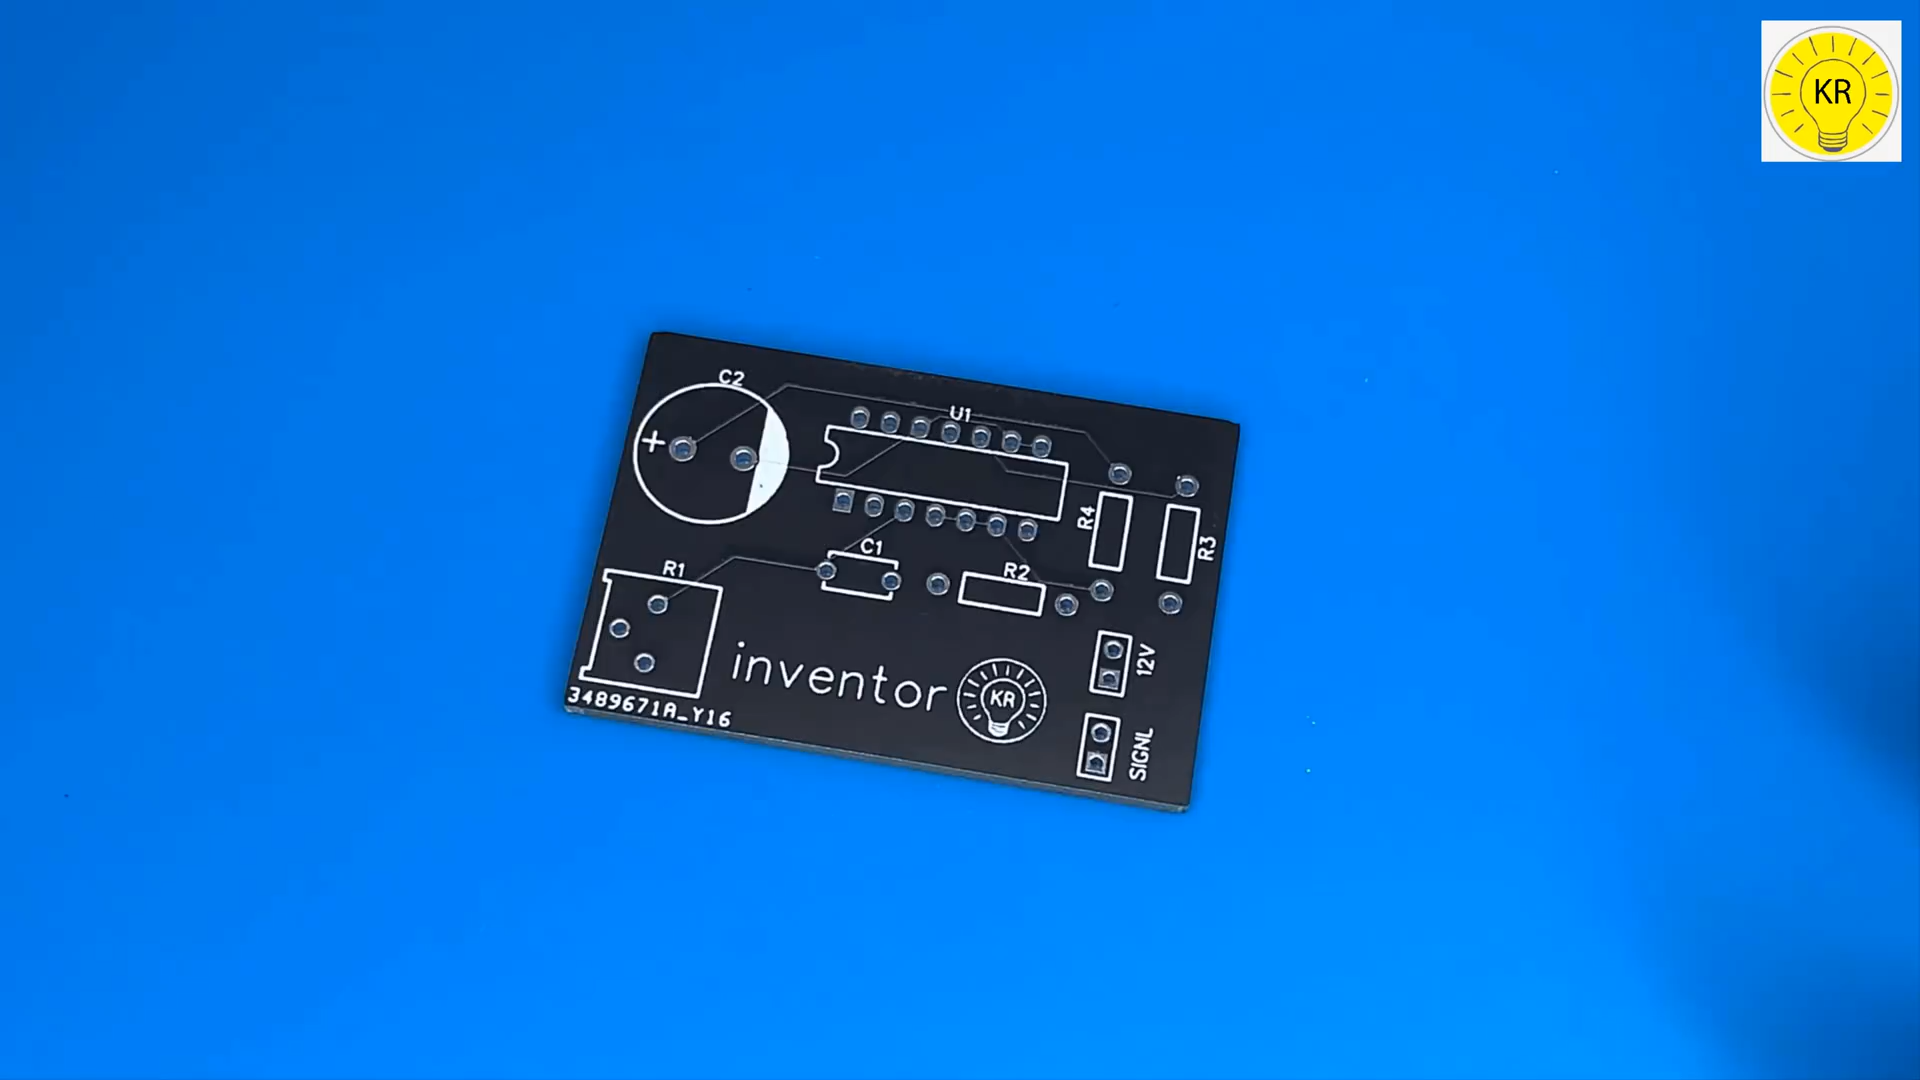 KR
C2
+
U1
R4
R3
C1
R1
R2
12V
inventor
KR
3489671A_Y16
SIGNL